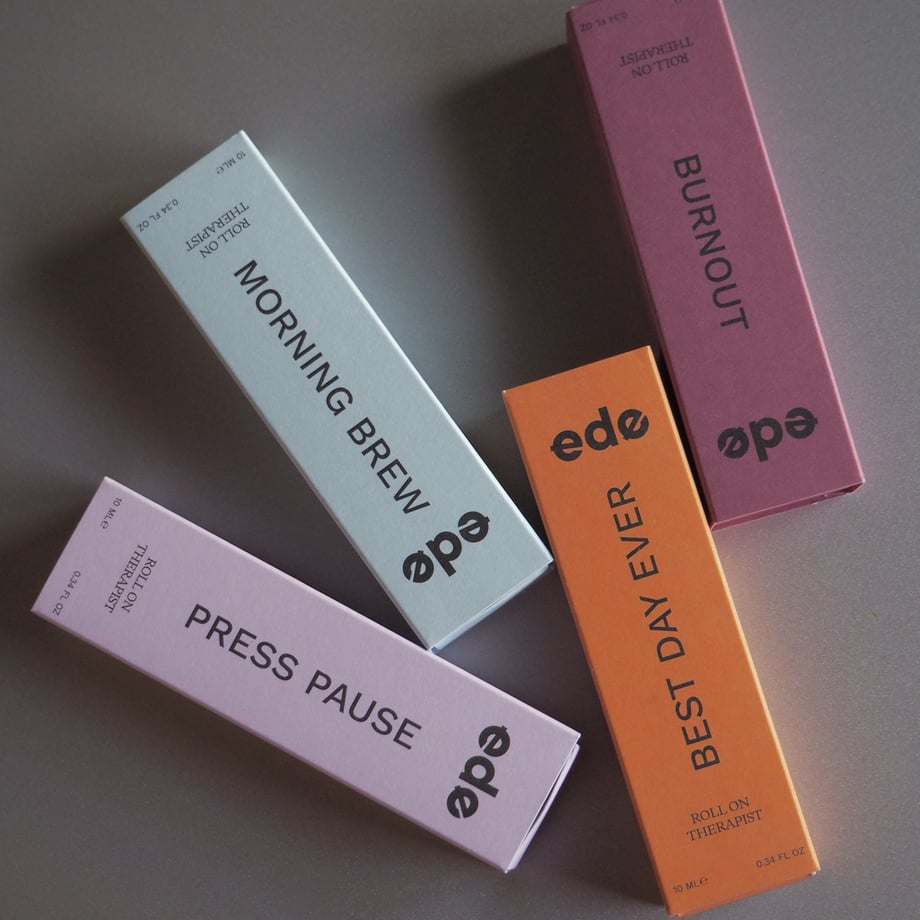 10 ML℮
0.34 FL OZ
ROLL ON
THERAPIST
MORNING BREW
ede
0.34 FL OZ
ROLL ON
THERAPIST
BURNOUT
ede
10 ML℮
0.34 FL OZ
ROLL ON
THERAPIST
PRESS PAUSE
ede
ede
BEST DAY EVER
ROLL ON
THERAPIST
10 ML℮
0.34 FL OZ